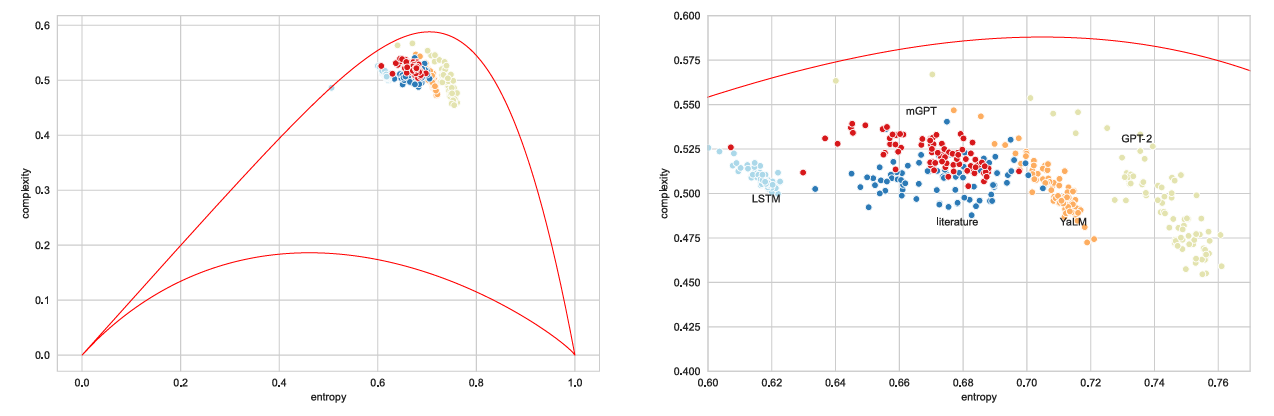 0.6
0.5
0.4
0.3
0.2
0.1
0.0
complexity
0.0 0.2 0.4 0.6 0.8 1.0
entropy
0.600
0.575
0.550
0.525
0.500
0.475
0.450
0.425
0.400
complexity
mGPT
GPT-2
LSTM
literature
YaLM
0.60 0.62 0.64 0.66 0.68 0.70 0.72 0.74 0.76
entropy